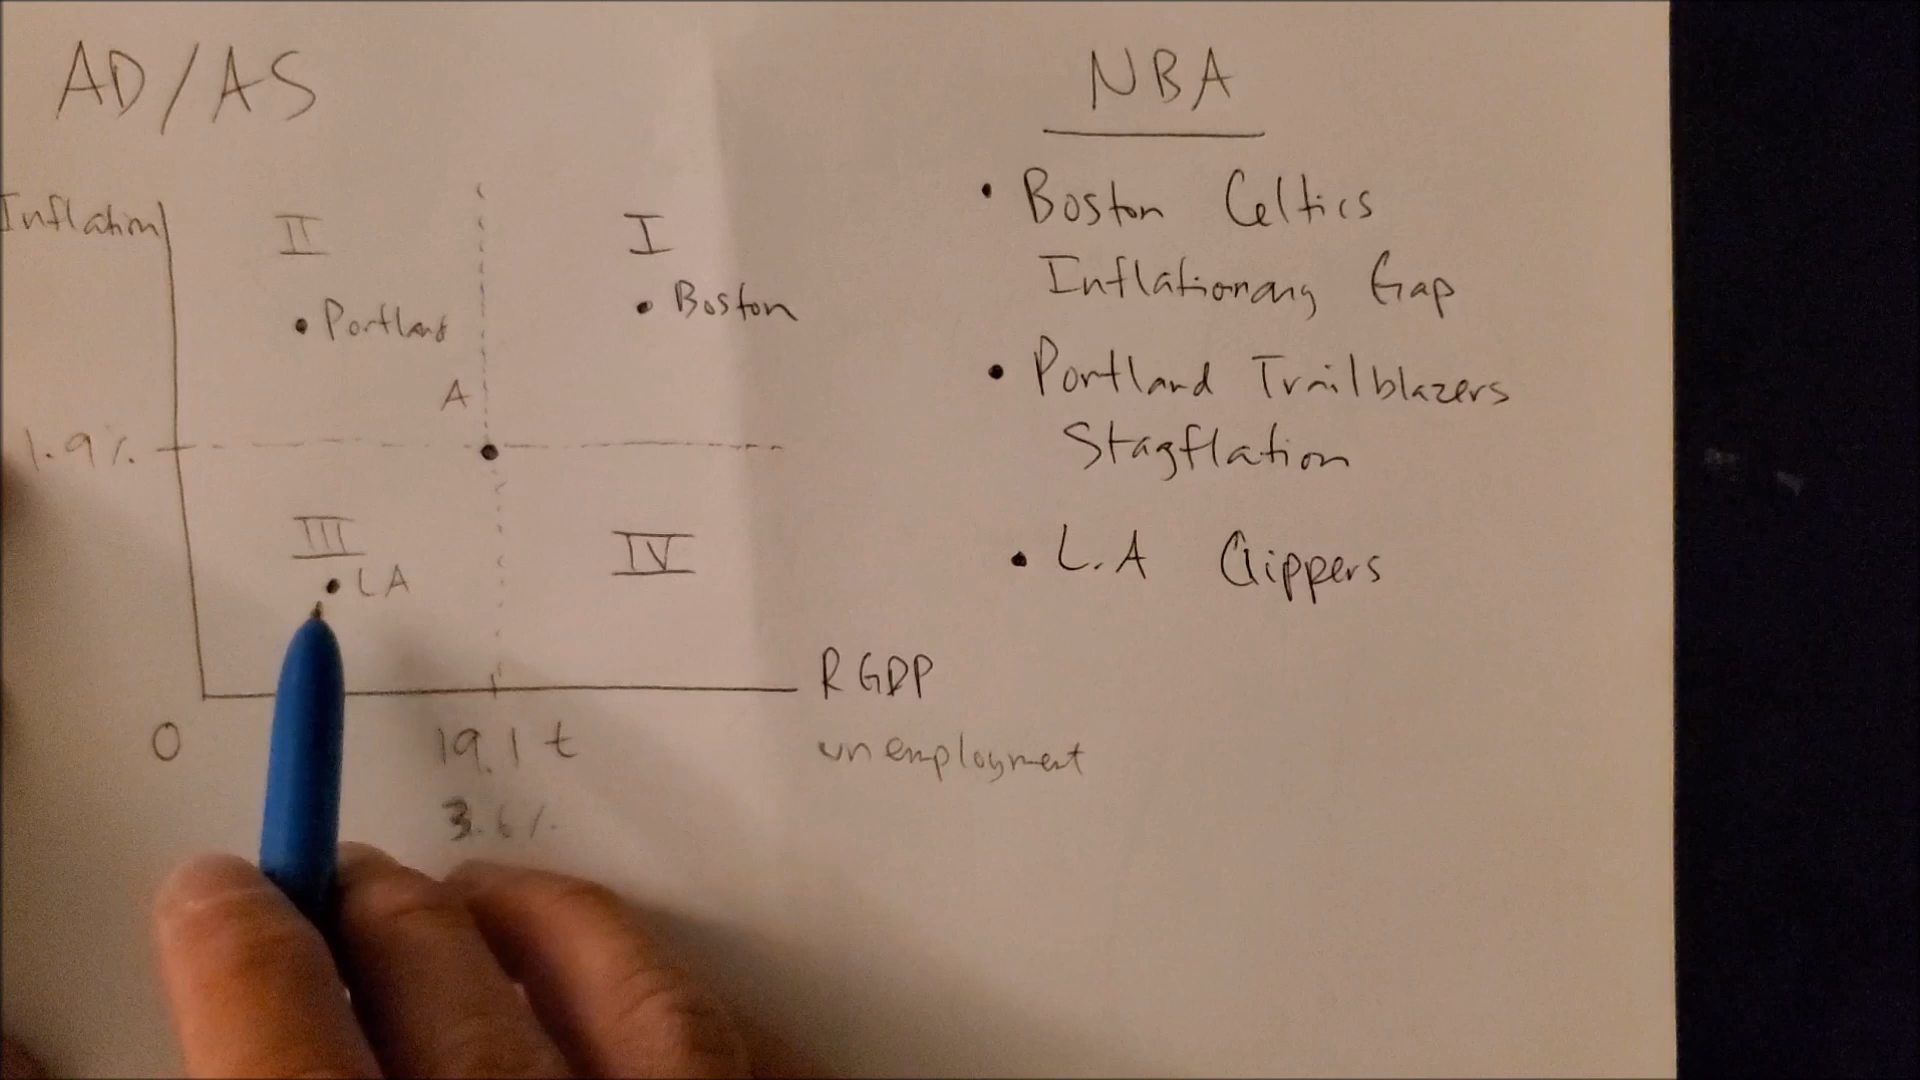 AD/AS
Inflation
II
I
• Portland
• Boston
A
1.9%
III
IV
• LA
RGDP
0
19.1 t
unemployment
3.6%
NBA
• Boston Celtics
Inflationary Gap
• Portland Trailblazers
Stagflation
• L.A Clippers